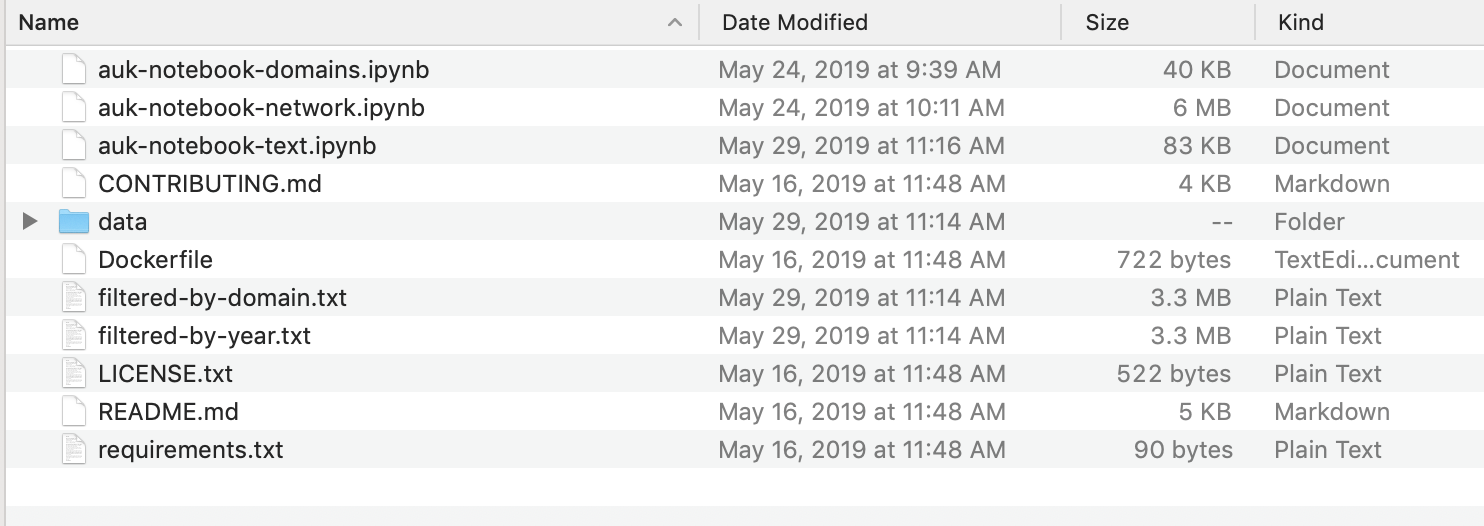 Name Date Modified Size Kind
auk-notebook-domains.ipynb May 24, 2019 at 9:39 AM 40 KB Document
auk-notebook-network.ipynb May 24, 2019 at 10:11 AM 6 MB Document
auk-notebook-text.ipynb May 29, 2019 at 11:16 AM 83 KB Document
CONTRIBUTING.md May 16, 2019 at 11:48 AM 4 KB Markdown
data May 29, 2019 at 11:14 AM -- Folder
Dockerfile May 16, 2019 at 11:48 AM 722 bytes TextEdi...cument
filtered-by-domain.txt May 29, 2019 at 11:14 AM 3.3 MB Plain Text
filtered-by-year.txt May 29, 2019 at 11:14 AM 3.3 MB Plain Text
LICENSE.txt May 16, 2019 at 11:48 AM 522 bytes Plain Text
README.md May 16, 2019 at 11:48 AM 5 KB Markdown
requirements.txt May 16, 2019 at 11:48 AM 90 bytes Plain Text